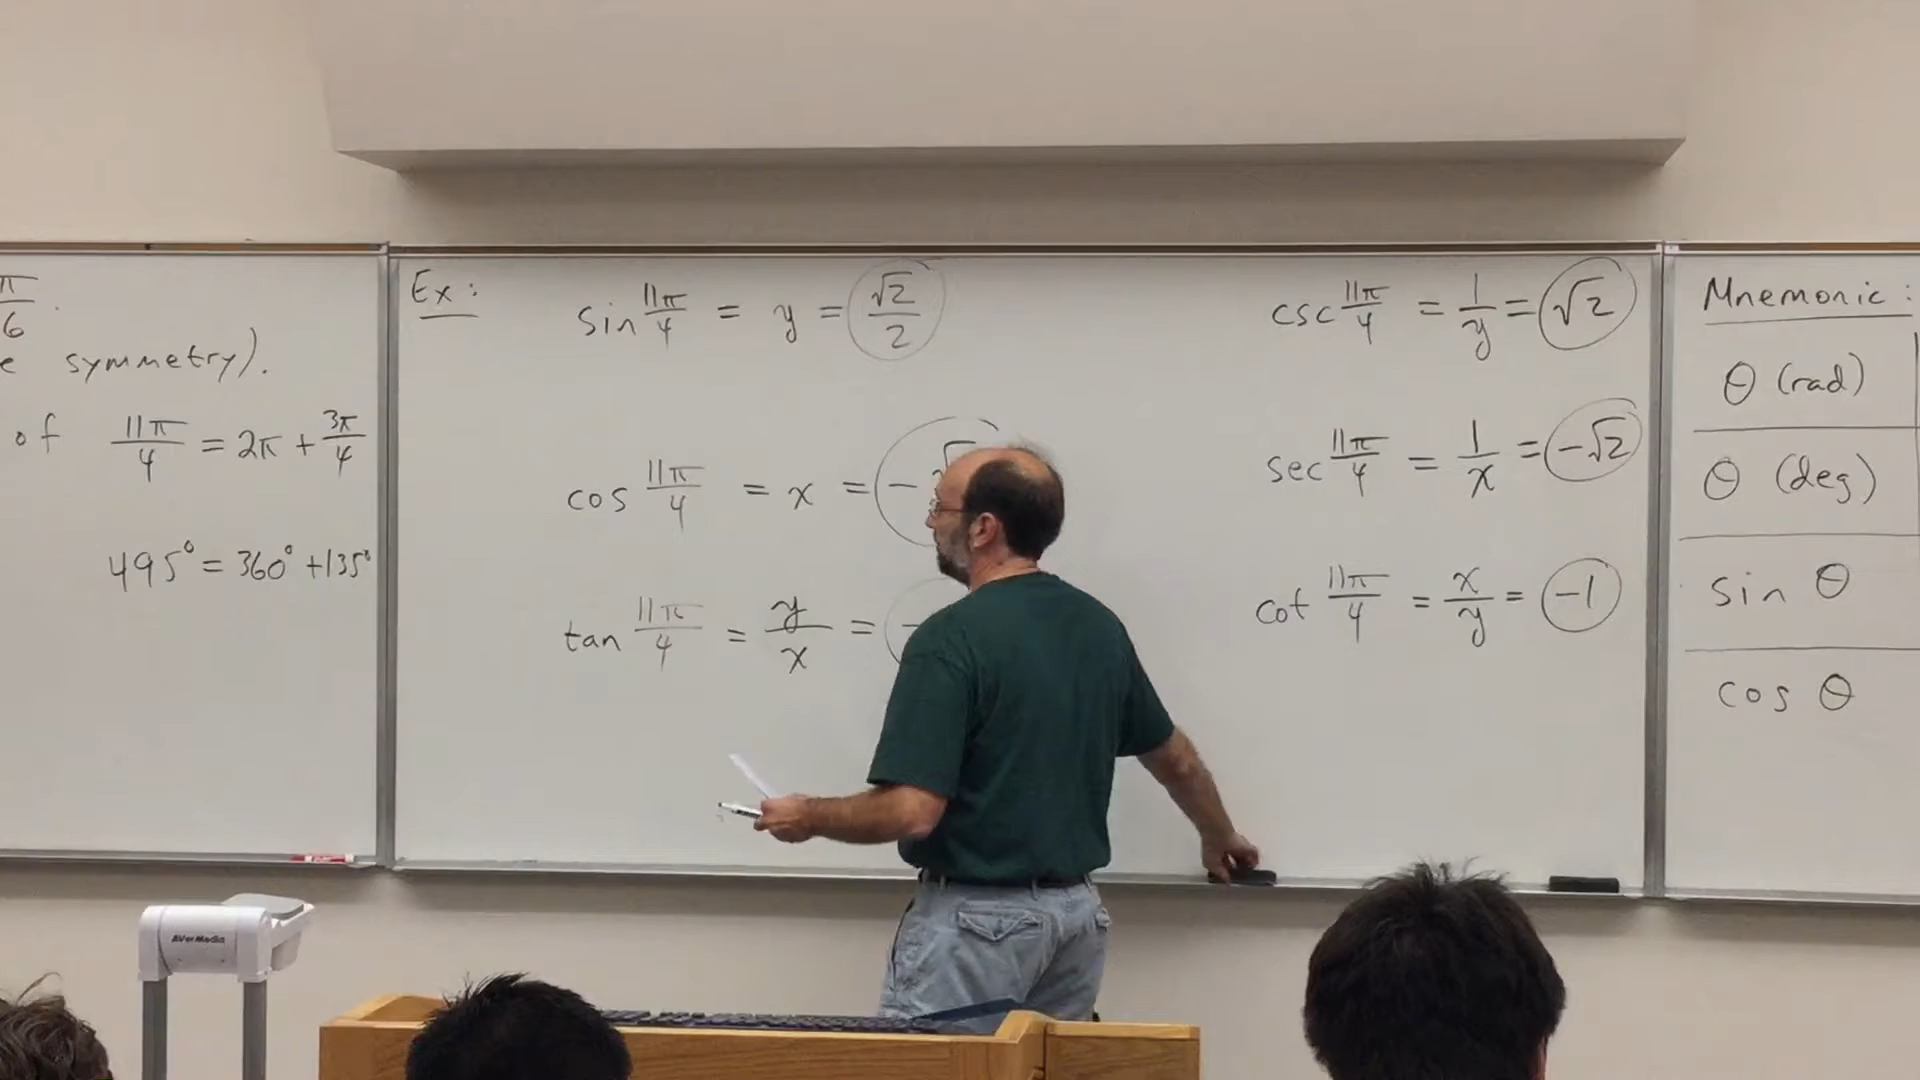 π/6.
e symmetry).
of 11π/4 = 2π + 3π/4
495° = 360° + 135°
Ex:
sin 11π/4 = y = √2/2
cos 11π/4 = x = -√
tan 11π/4 = y/x = -
csc 11π/4 = 1/y = √2
sec 11π/4 = 1/x = -√2
cot 11π/4 = x/y = -1
Mnemonic:
θ (rad)
θ (deg)
sin θ
cos θ
AVerMedia